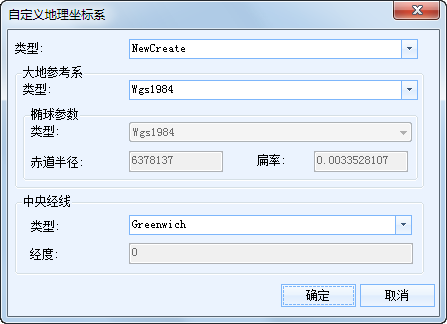 自定义地理坐标系
类型: NewCreate
大地参考系
类型: Wgs1984
椭球参数
类型: Wgs1984
赤道半径: 6378137 扁率: 0.0033528107
中央经线
类型: Greenwich
经度: 0
确定 取消